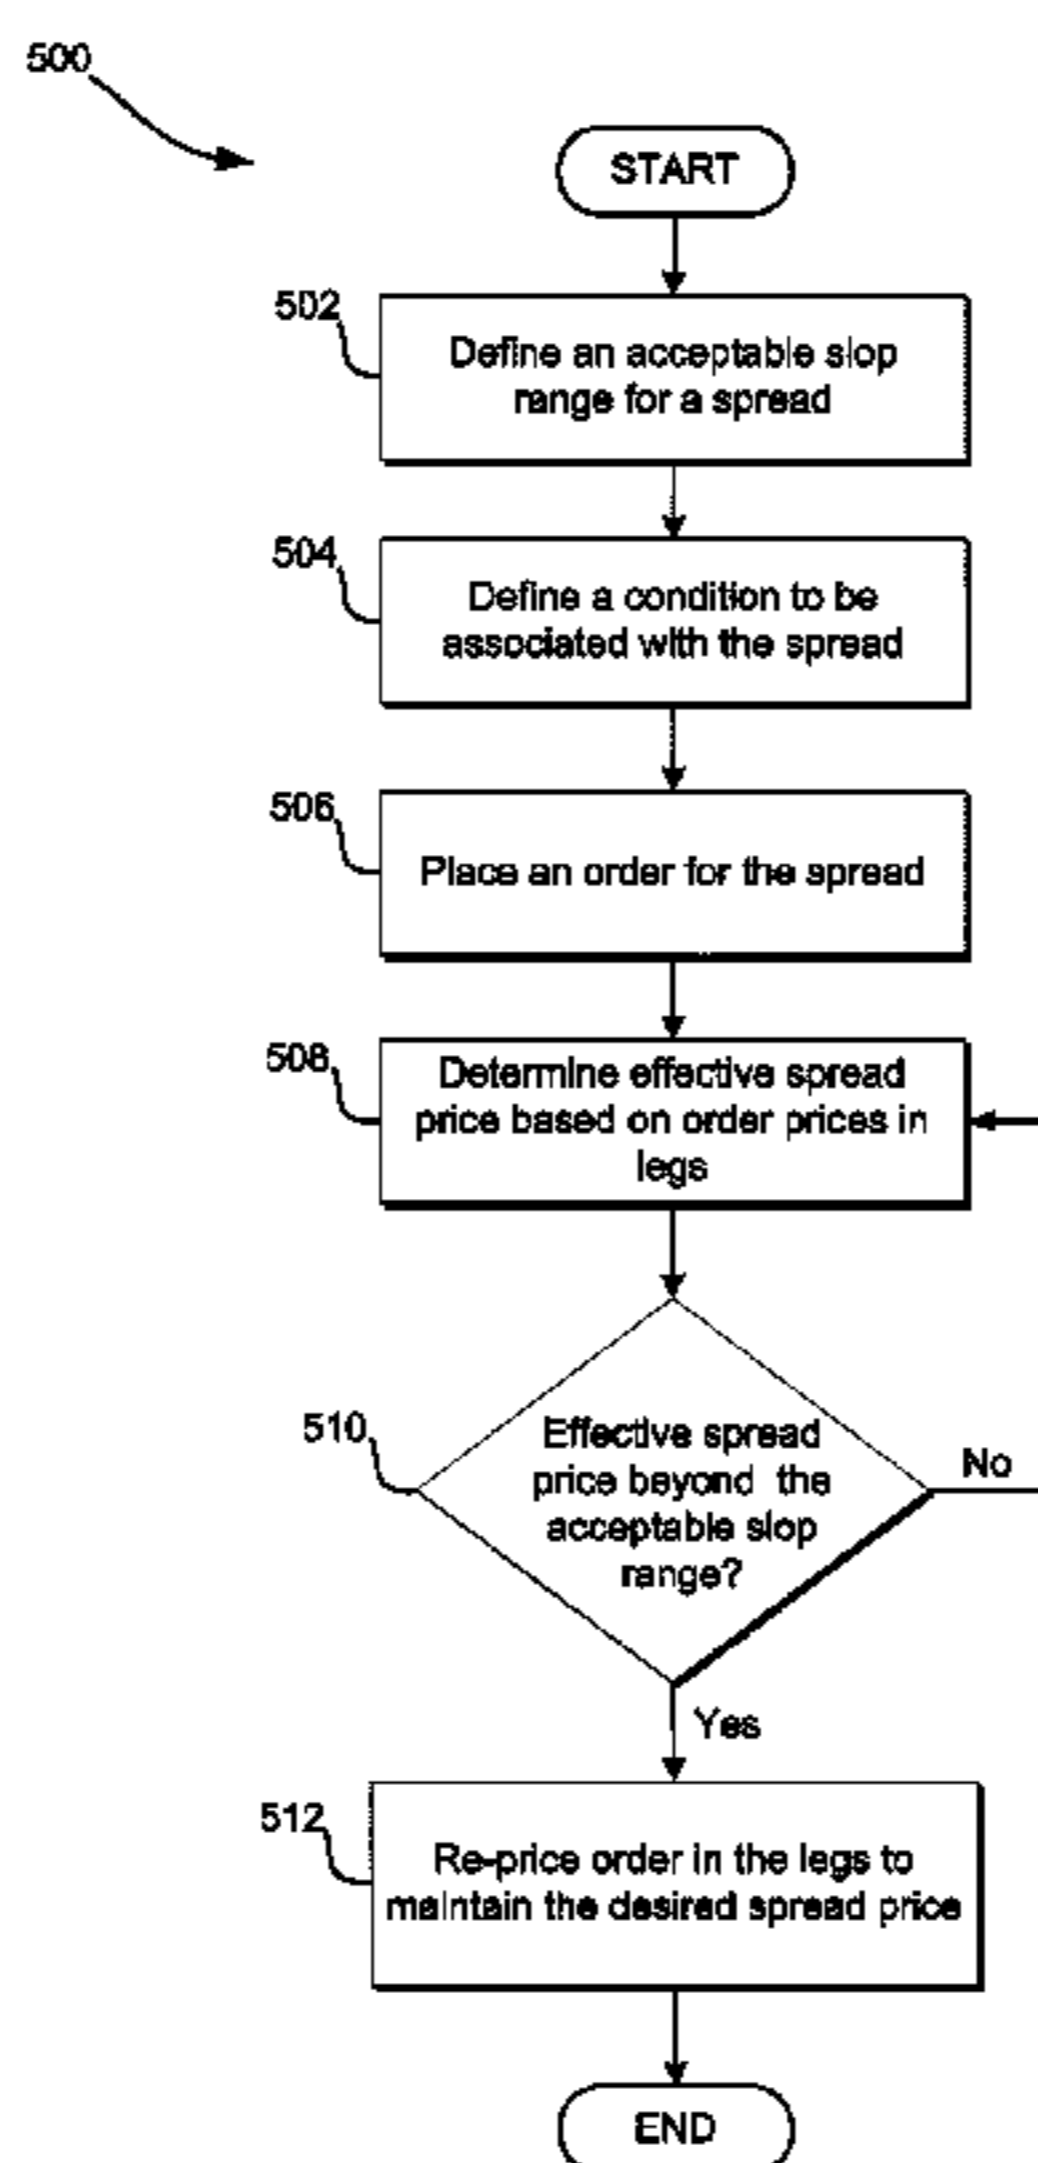 500
START
502
Define an acceptable slop
range for a spread
504
Define a condition to be
associated with the spread
506
Place an order for the spread
508
Determine effective spread
price based on order prices in
legs
510
Effective spread
price beyond the
acceptable slop
range?
No
Yes
512
Re-price order in the legs to
maintain the desired spread price
END